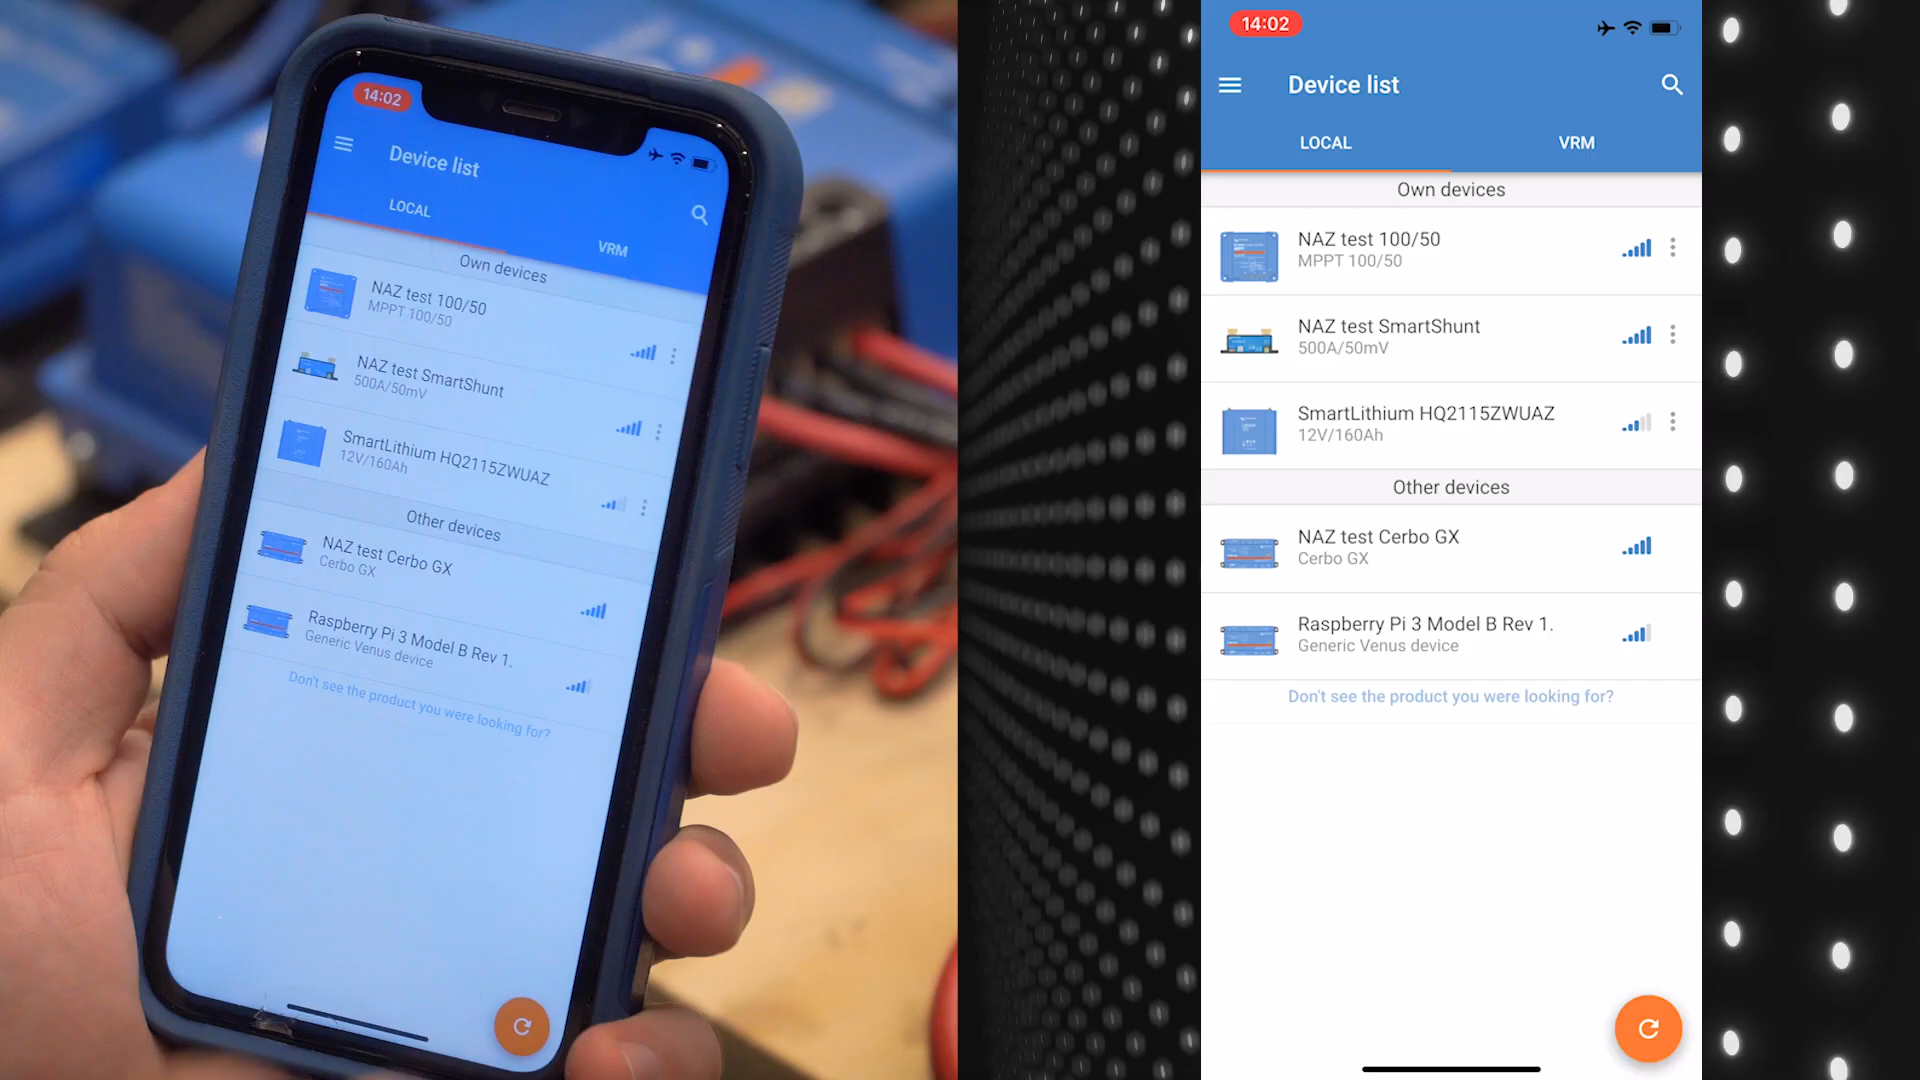 14:02
Device list
LOCAL
VRM
Own devices
NAZ test 100/50
MPPT 100/50
NAZ test SmartShunt
500A/50mV
SmartLithium HQ2115ZWUAZ
12V/160Ah
Other devices
NAZ test Cerbo GX
Cerbo GX
Raspberry Pi 3 Model B Rev 1.
Generic Venus device
Don't see the product you were looking for?
14:02
Device list
LOCAL
VRM
Own devices
NAZ test 100/50
MPPT 100/50
NAZ test SmartShunt
500A/50mV
SmartLithium HQ2115ZWUAZ
12V/160Ah
Other devices
NAZ test Cerbo GX
Cerbo GX
Raspberry Pi 3 Model B Rev 1.
Generic Venus device
Don't see the product you were looking for?